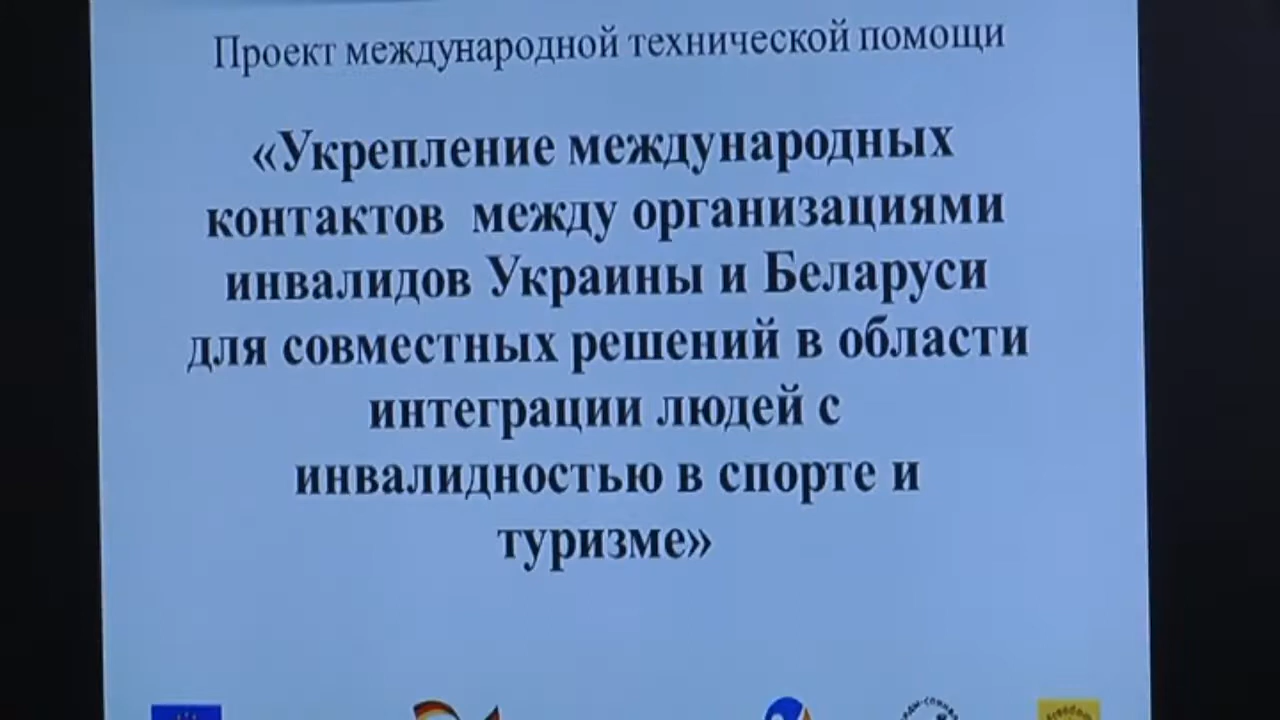 Проект международной технической помощи
«Укрепление международных
контактов между организациями
инвалидов Украины и Беларуси
для совместных решений в области
интеграции людей с
инвалидностью в спорте и
туризме»